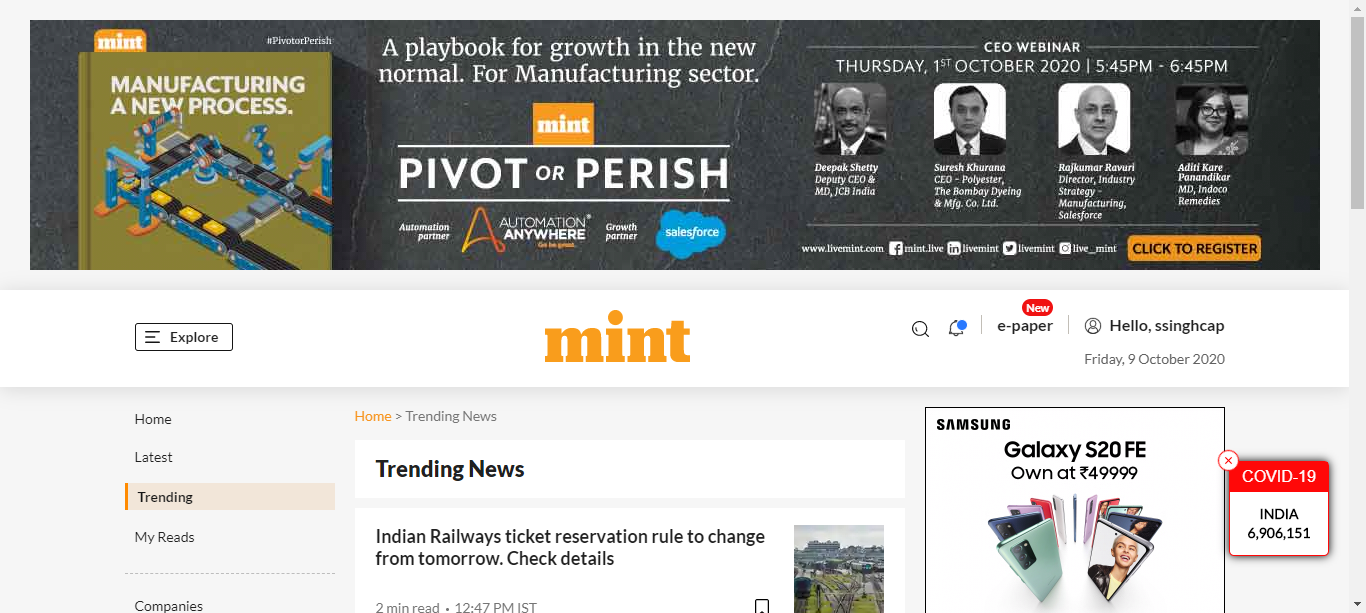 mint
#PivotorPerish
MANUFACTURING
A NEW PROCESS.
A playbook for growth in the new
normal. For Manufacturing sector.
mint
PIVOT OR PERISH
Automation
partner
AUTOMATION
ANYWHERE®
Go be great.
Growth
partner
salesforce
CEO WEBINAR
THURSDAY, 1ST OCTOBER 2020 | 5:45PM - 6:45PM
Deepak Shetty
Deputy CEO &
MD, JCB India
Suresh Khurana
CEO - Polyester,
The Bombay Dyeing
& Mfg. Co. Ltd.
Rajkumar Ravuri
Director, Industry
Strategy -
Manufacturing,
Salesforce
Aditi Kare
Panandikar
MD, Indoco
Remedies
www.livemint.com mint.live livemint livemint live_mint
CLICK TO REGISTER
Explore
mint
New
e-paper
Hello, ssinghcap
Friday, 9 October 2020
Home
Latest
Trending
My Reads
Companies
Home > Trending News
Trending News
Indian Railways ticket reservation rule to change
from tomorrow. Check details
2 min read • 12:47 PM IST
SAMSUNG
Galaxy S20 FE
Own at ₹49999
COVID-19
INDIA
6,906,151